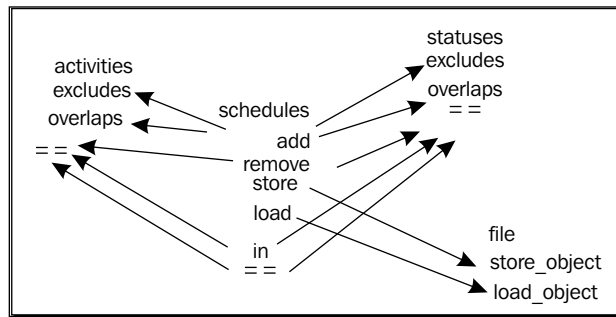 activities
excludes
overlaps
= =
schedules
add
remove
store
load
in
= =
statuses
excludes
overlaps
= =
file
store_object
load_object